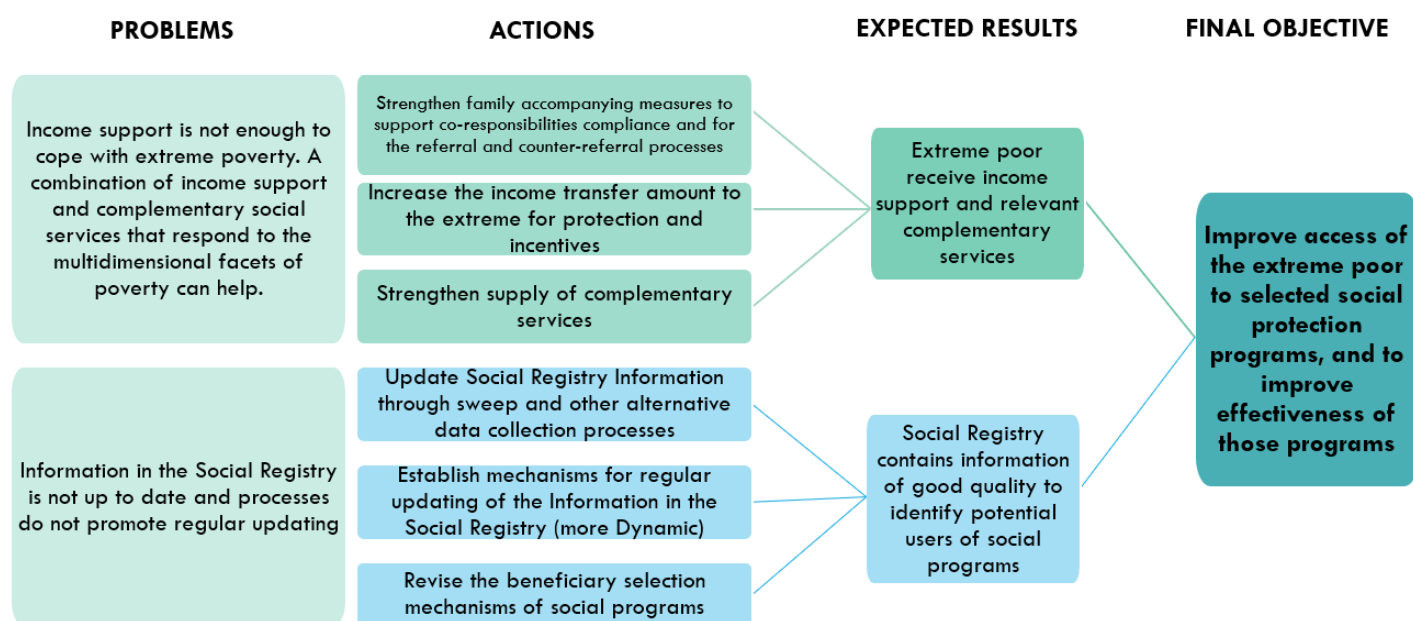 PROBLEMS
ACTIONS
EXPECTED RESULTS
FINAL OBJECTIVE
Income support is not enough to
cope with extreme poverty. A
combination of income support
and complementary social
services that respond to the
multidimensional facets of
poverty can help.
Strengthen family accompanying measures to
support co-responsibilities compliance and for
the referral and counter-referral processes
Increase the income transfer amount to
the extreme for protection and
incentives
Strengthen supply of complementary
services
Extreme poor
receive income
support and relevant
complementary
services
Information in the Social Registry
is not up to date and processes
do not promote regular updating
Update Social Registry Information
through sweep and other alternative
data collection processes
Establish mechanisms for regular
updating of the Information in the
Social Registry (more Dynamic)
Revise the beneficiary selection
mechanisms of social programs
Social Registry
contains information
of good quality to
identify potential
users of social
programs
Improve access of
the extreme poor
to selected social
protection
programs, and to
improve
effectiveness of
those programs